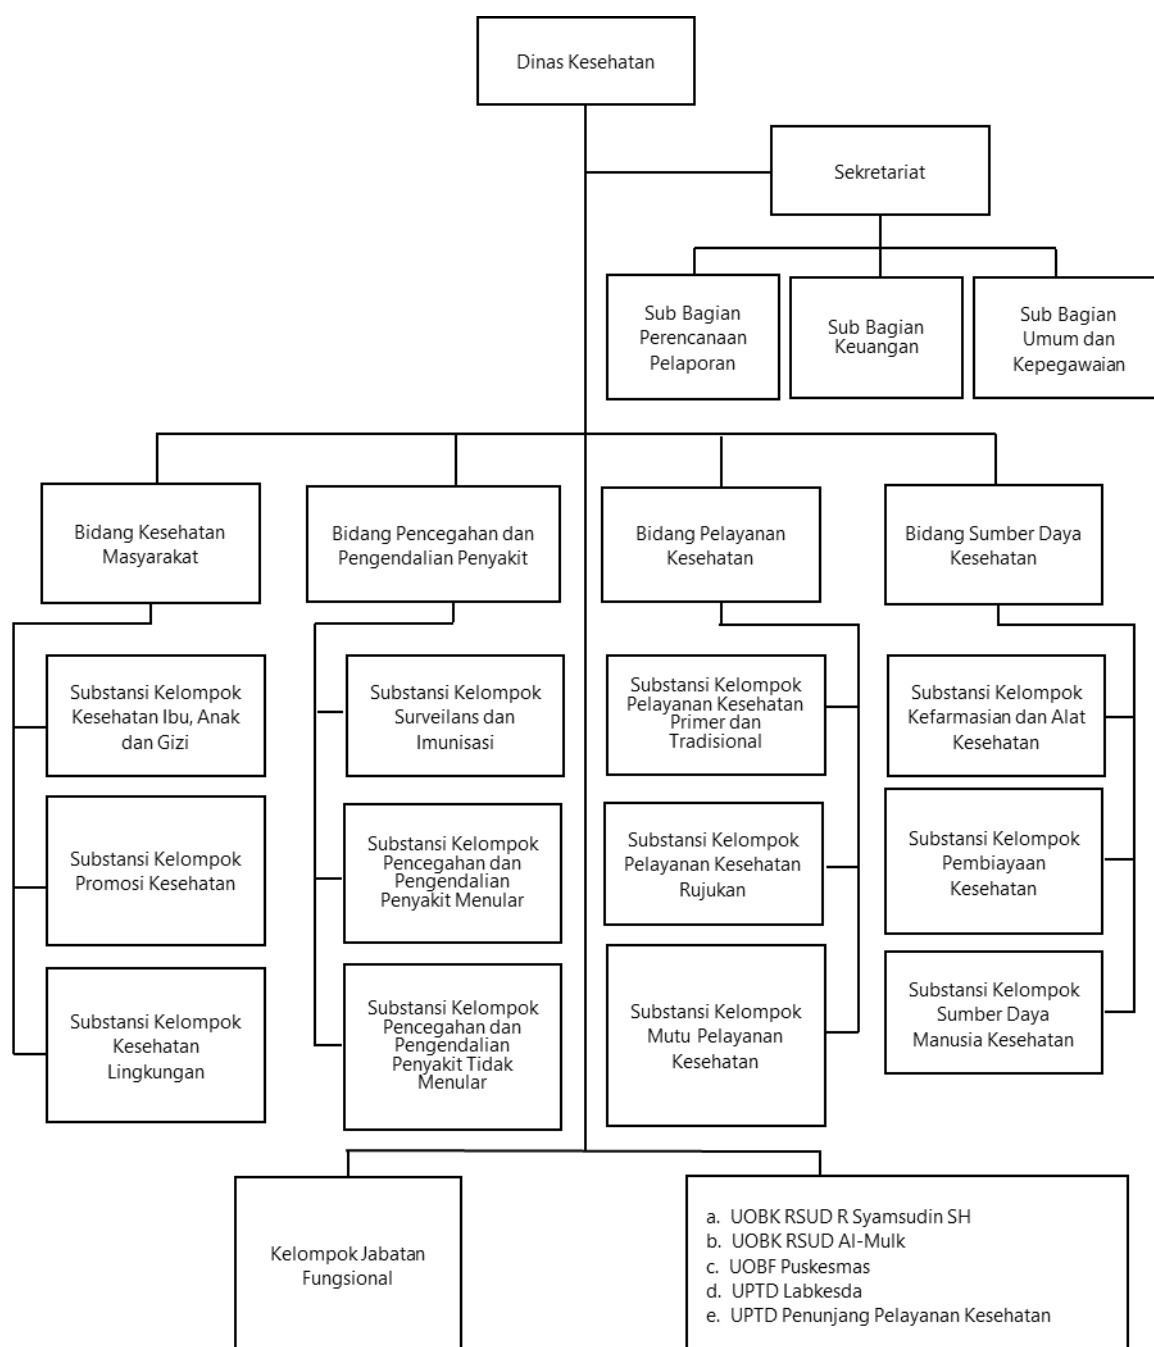 Dinas Kesehatan
Sekretariat
Sub Bagian
Perencanaan
Pelaporan
Sub Bagian
Keuangan
Sub Bagian
Umum dan
Kepegawaian
Bidang Kesehatan
Masyarakat
Bidang Pencegahan dan
Pengendalian Penyakit
Bidang Pelayanan
Kesehatan
Bidang Sumber Daya
Kesehatan
Substansi Kelompok
Kesehatan Ibu, Anak
dan Gizi
Substansi Kelompok
Surveilans dan
Imunisasi
Substansi Kelompok
Pelayanan Kesehatan
Primer dan
Tradisional
Substansi Kelompok
Kefarmasian dan Alat
Kesehatan
Substansi Kelompok
Promosi Kesehatan
Substansi Kelompok
Pencegahan dan
Pengendalian
Penyakit Menular
Substansi Kelompok
Pelayanan Kesehatan
Rujukan
Substansi Kelompok
Pembiayaan
Kesehatan
Substansi Kelompok
Kesehatan
Lingkungan
Substansi Kelompok
Pencegahan dan
Pengendalian
Penyakit Tidak
Menular
Substansi Kelompok
Mutu Pelayanan
Kesehatan
Substansi Kelompok
Sumber Daya
Manusia Kesehatan
Kelompok Jabatan
Fungsional
a. UOBK RSUD R Syamsudin SH
b. UOBK RSUD Al-Mulk
c. UOBF Puskesmas
d. UPTD Labkesda
e. UPTD Penunjang Pelayanan Kesehatan